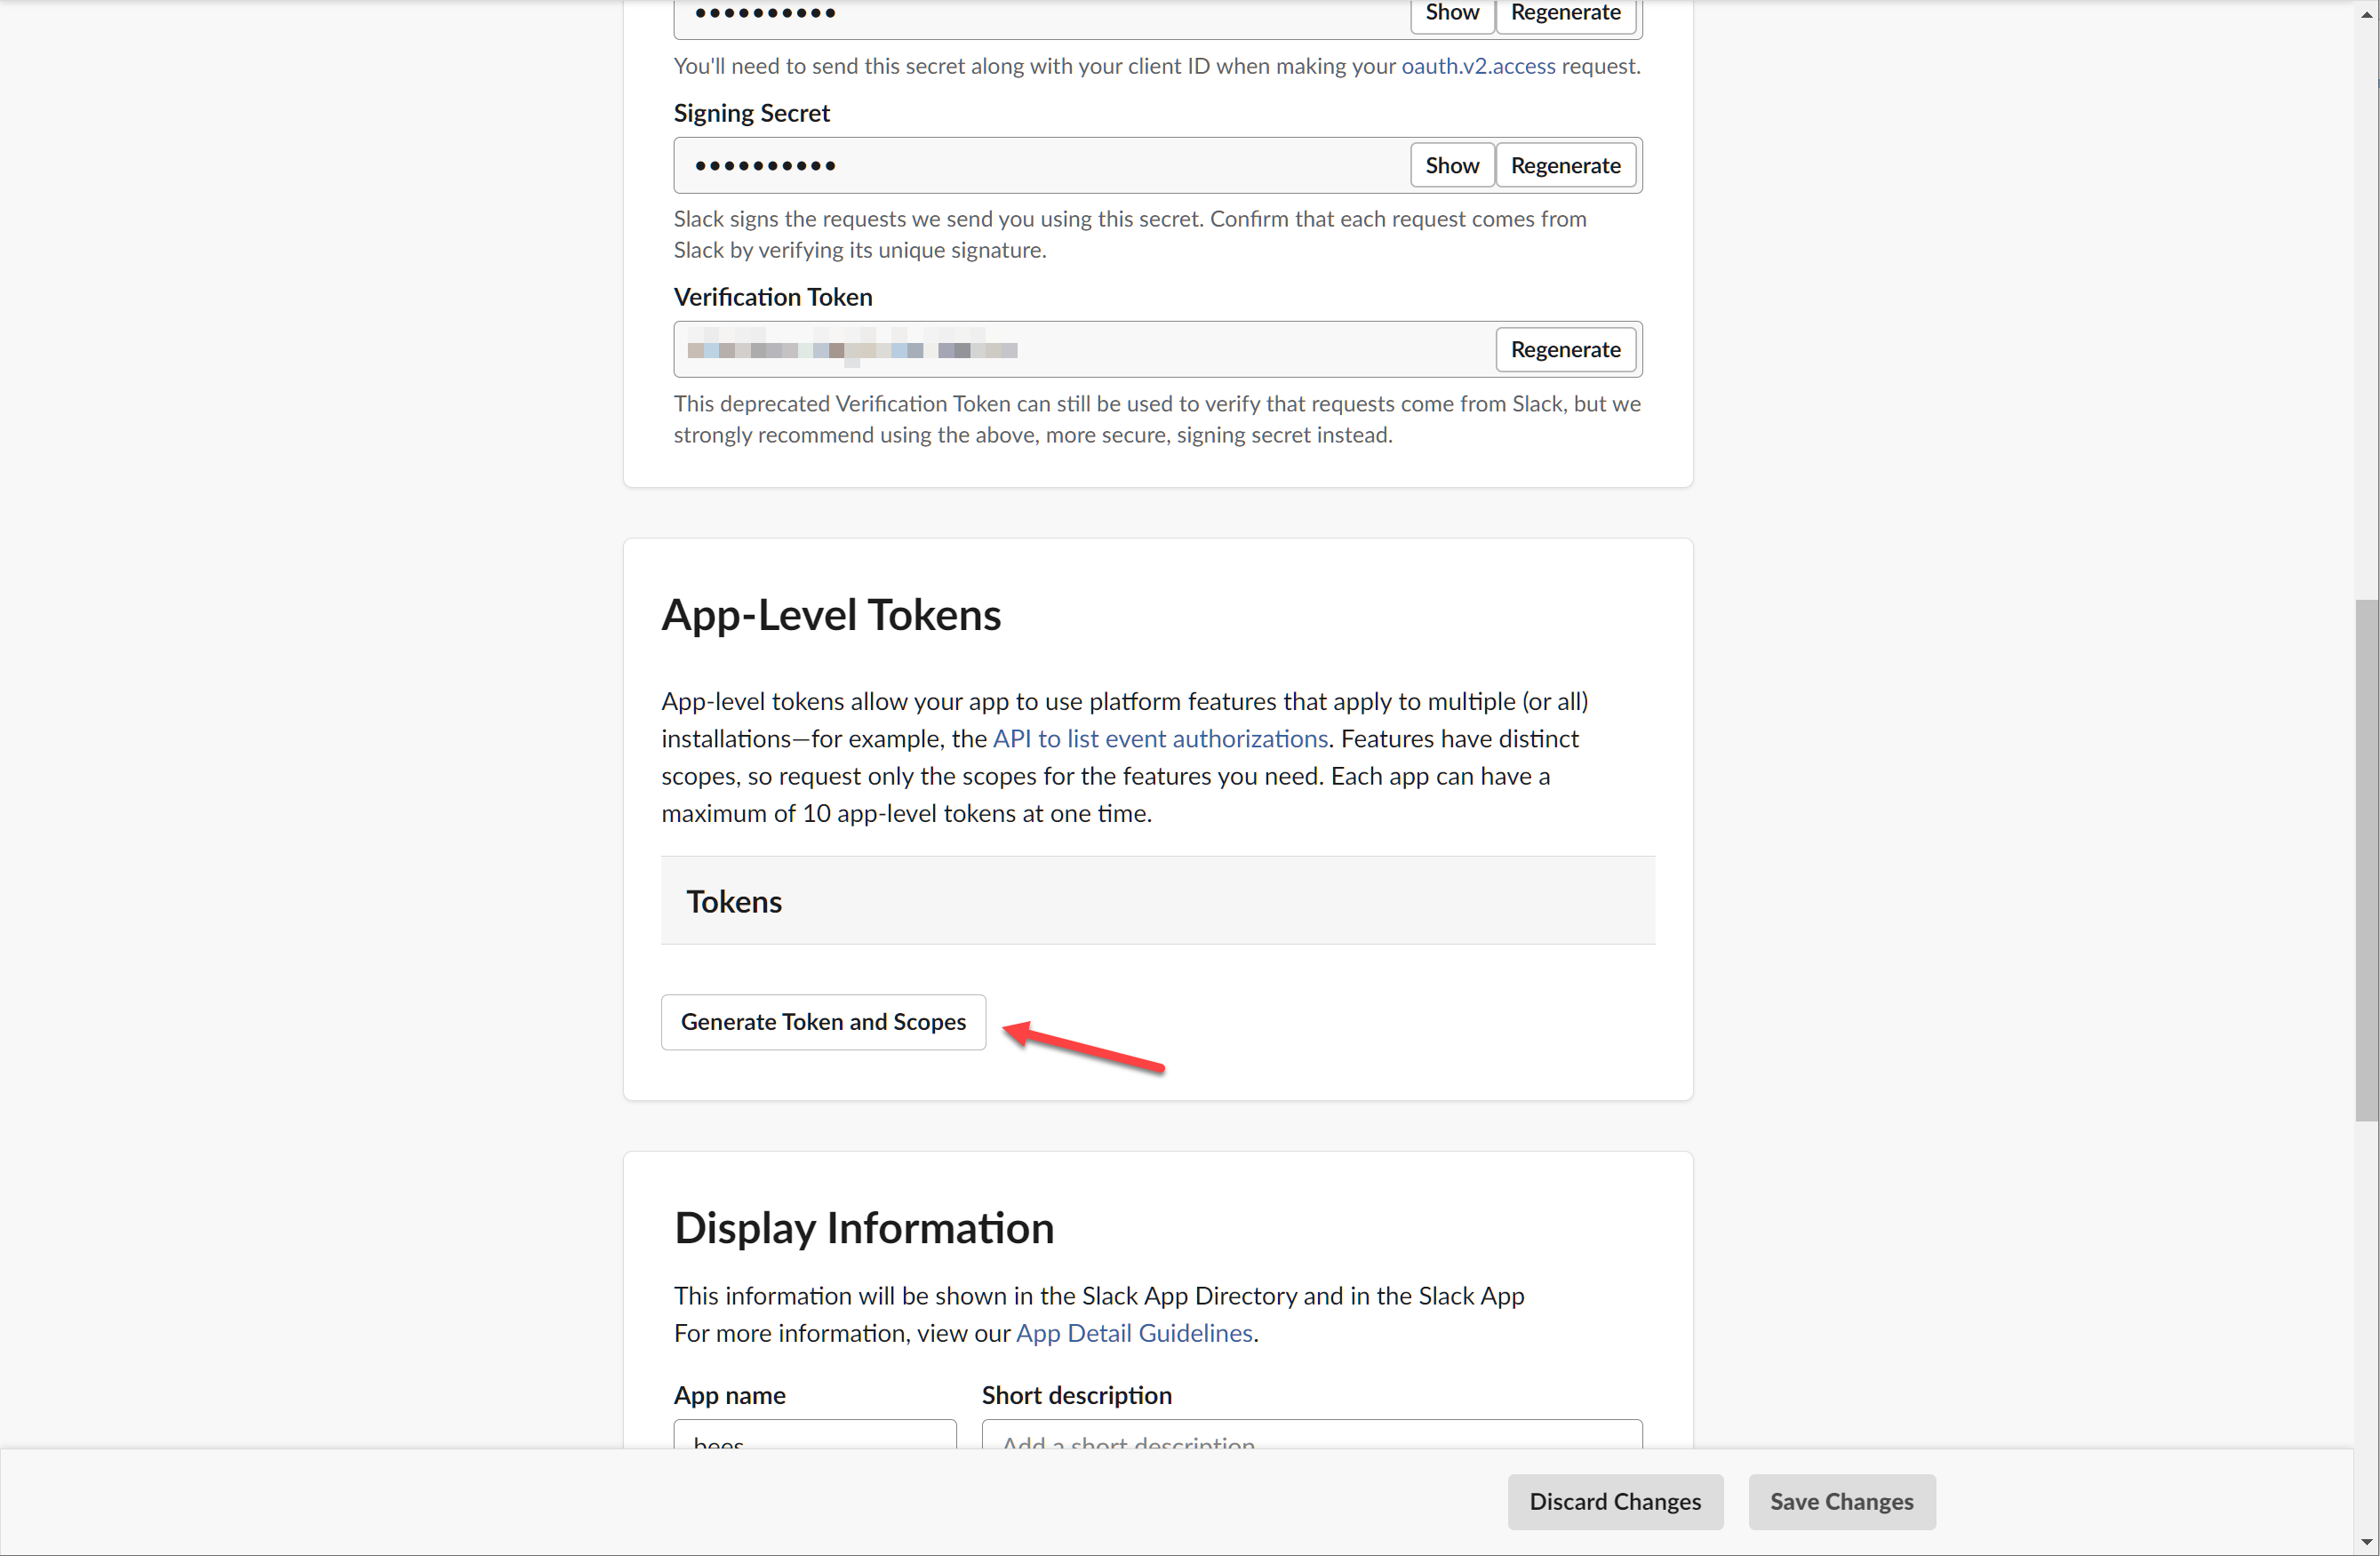 Show Regenerate
You'll need to send this secret along with your client ID when making your oauth.v2.access request.
Signing Secret
●●●●●●●●●● Show Regenerate
Slack signs the requests we send you using this secret. Confirm that each request comes from
Slack by verifying its unique signature.
Verification Token
Regenerate
This deprecated Verification Token can still be used to verify that requests come from Slack, but we
strongly recommend using the above, more secure, signing secret instead.
App-Level Tokens
App-level tokens allow your app to use platform features that apply to multiple (or all)
installations—for example, the API to list event authorizations. Features have distinct
scopes, so request only the scopes for the features you need. Each app can have a
maximum of 10 app-level tokens at one time.
Tokens
Generate Token and Scopes
Display Information
This information will be shown in the Slack App Directory and in the Slack App
For more information, view our App Detail Guidelines.
App name Short description
bees Add a short description
Discard Changes Save Changes